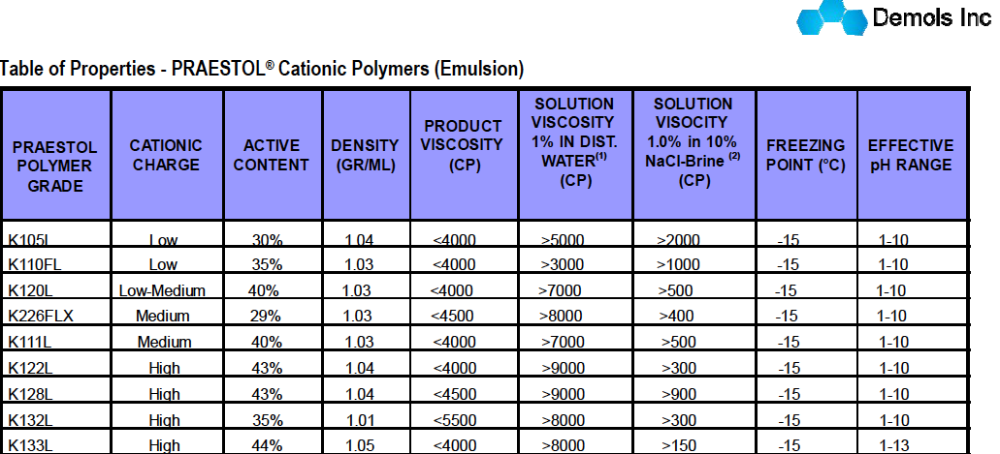 Demols Inc
Table of Properties - PRAESTOL® Cationic Polymers (Emulsion)
PRAESTOL POLYMER GRADE | CATIONIC CHARGE | ACTIVE CONTENT | DENSITY (GR/ML) | PRODUCT VISCOSITY (CP) | SOLUTION VISCOSITY 1% IN DIST. WATER(1) (CP) | SOLUTION VISOCITY 1.0% in 10% NaCl-Brine (2) (CP) | FREEZING POINT (°C) | EFFECTIVE pH RANGE
K105L Low 30% 1.04 <4000 >5000 >2000 -15 1-10
K110FL Low 35% 1.03 <4000 >3000 >1000 -15 1-10
K120L Low-Medium 40% 1.03 <4000 >7000 >500 -15 1-10
K226FLX Medium 29% 1.03 <4500 >8000 >400 -15 1-10
K111L Medium 40% 1.03 <4000 >7000 >500 -15 1-10
K122L High 43% 1.04 <4000 >9000 >300 -15 1-10
K128L High 43% 1.04 <4500 >9000 >900 -15 1-10
K132L High 35% 1.01 <5500 >8000 >300 -15 1-10
K133L High 44% 1.05 <4000 >8000 >150 -15 1-13